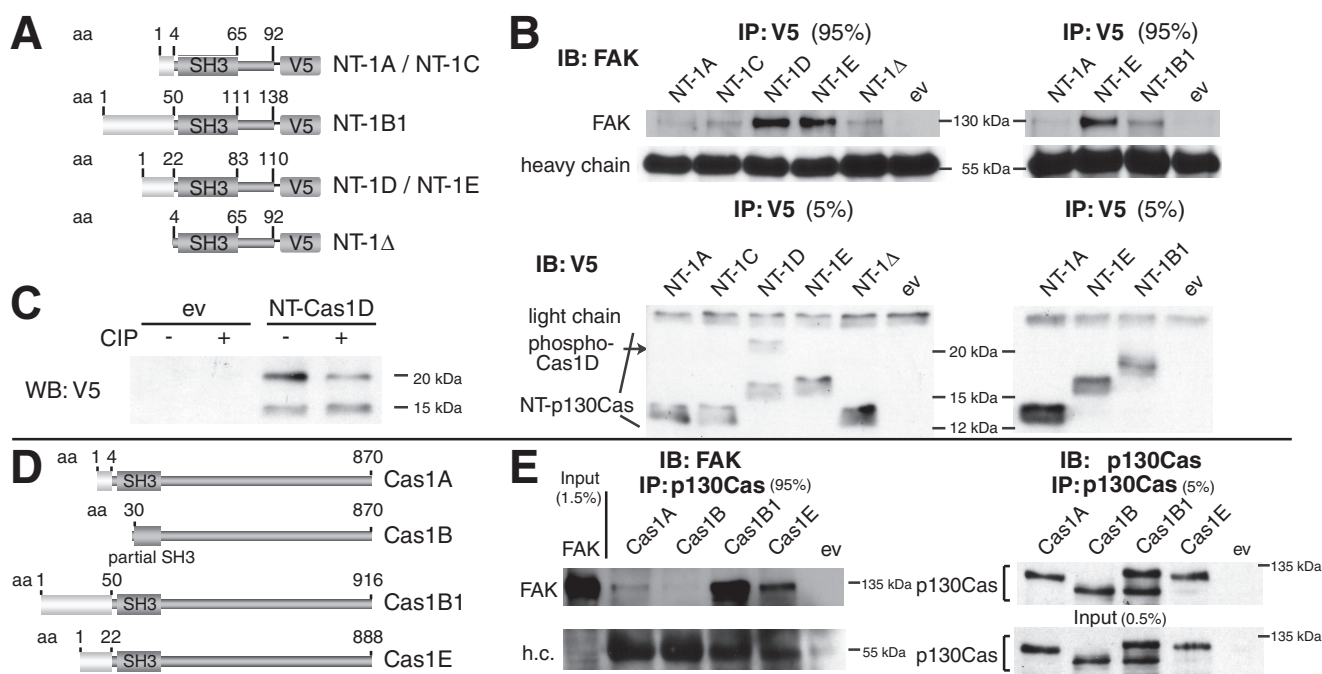 A
aa 1 4 65 92
SH3 V5 NT-1A / NT-1C
aa 1 50 111 138
SH3 V5 NT-1B1
aa 1 22 83 110
SH3 V5 NT-1D / NT-1E
aa 4 65 92
SH3 V5 NT-1Δ
B
IP: V5 (95%) IP: V5 (95%)
IB: FAK
NT-1A NT-1C NT-1D NT-1E NT-1Δ ev NT-1A NT-1E NT-1B1 ev
FAK 130 kDa
heavy chain 55 kDa
IP: V5 (5%) IP: V5 (5%)
IB: V5
NT-1A NT-1C NT-1D NT-1E NT-1Δ ev NT-1A NT-1E NT-1B1 ev
light chain
phospho-
Cas1D
20 kDa
NT-p130Cas
15 kDa
12 kDa
C
ev NT-Cas1D
CIP - + - +
WB: V5
20 kDa
15 kDa
D
aa 1 4 870
SH3 Cas1A
aa 30 870
Cas1B
partial SH3
aa 1 50 916
SH3 Cas1B1
aa 1 22 888
SH3 Cas1E
E
IB: FAK
IP: p130Cas (95%)
Input
(1.5%)
FAK Cas1A Cas1B Cas1B1 Cas1E ev
FAK 135 kDa
h.c. 55 kDa
IB: p130Cas
IP: p130Cas (5%)
Cas1A Cas1B Cas1B1 Cas1E ev
p130Cas 135 kDa
Input (0.5%)
p130Cas 135 kDa